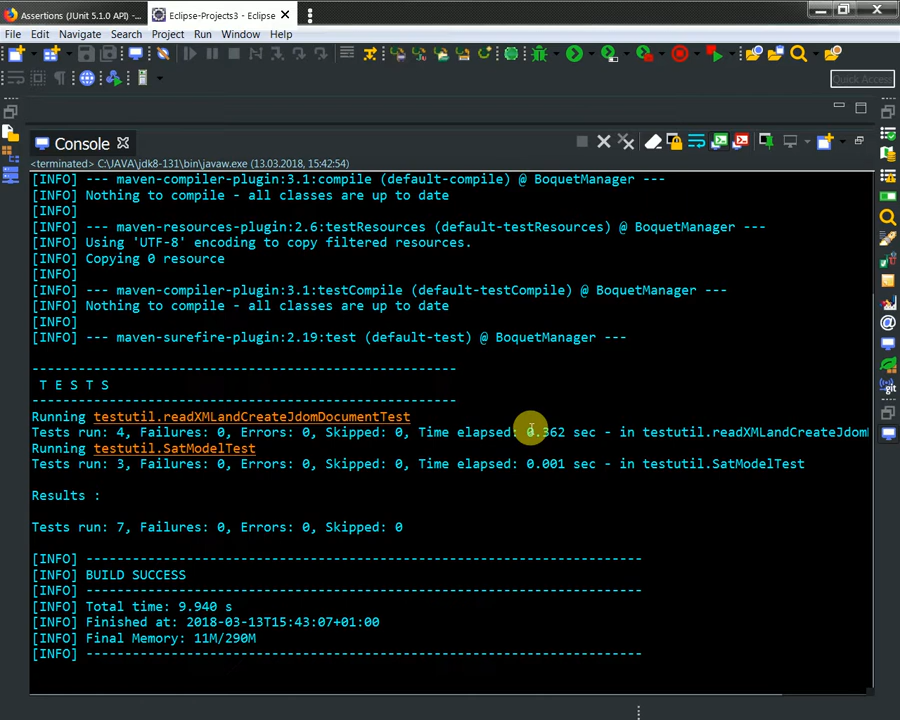 Assertions (JUnit 5.1.0 API) -...
Eclipse-Projects3 - Eclipse
File Edit Navigate Search Project Run Window Help
Quick Access
Console
<terminated> C:\JAVA\jdk8-131\bin\javaw.exe (13.03.2018, 15:42:54)
[INFO] --- maven-compiler-plugin:3.1:compile (default-compile) @ BoquetManager ---
[INFO] Nothing to compile - all classes are up to date
[INFO]
[INFO] --- maven-resources-plugin:2.6:testResources (default-testResources) @ BoquetManager ---
[INFO] Using 'UTF-8' encoding to copy filtered resources.
[INFO] Copying 0 resource
[INFO]
[INFO] --- maven-compiler-plugin:3.1:testCompile (default-testCompile) @ BoquetManager ---
[INFO] Nothing to compile - all classes are up to date
[INFO]
[INFO] --- maven-surefire-plugin:2.19:test (default-test) @ BoquetManager ---
-------------------------------------------------------
T E S T S
-------------------------------------------------------
Running testutil.readXMLandCreateJdomDocumentTest
Tests run: 4, Failures: 0, Errors: 0, Skipped: 0, Time elapsed: 0.362 sec - in testutil.readXMLandCreateJdom
Running testutil.SatModelTest
Tests run: 3, Failures: 0, Errors: 0, Skipped: 0, Time elapsed: 0.001 sec - in testutil.SatModelTest
Results :
Tests run: 7, Failures: 0, Errors: 0, Skipped: 0
[INFO] ------------------------------------------------------------------------
[INFO] BUILD SUCCESS
[INFO] ------------------------------------------------------------------------
[INFO] Total time: 9.940 s
[INFO] Finished at: 2018-03-13T15:43:07+01:00
[INFO] Final Memory: 11M/290M
[INFO] ------------------------------------------------------------------------